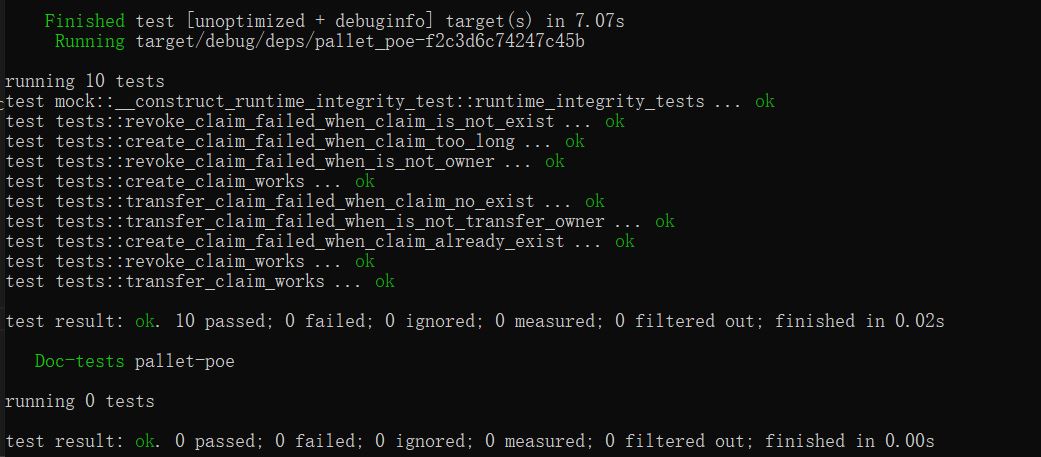 Finished test [unoptimized + debuginfo] target(s) in 7.07s
Running target/debug/deps/pallet_poe-f2c3d6c74247c45b
running 10 tests
test mock::__construct_runtime_integrity_test::runtime_integrity_tests ... ok
test tests::revoke_claim_failed_when_claim_is_not_exist ... ok
test tests::create_claim_failed_when_claim_too_long ... ok
test tests::revoke_claim_failed_when_is_not_owner ... ok
test tests::create_claim_works ... ok
test tests::transfer_claim_failed_when_claim_no_exist ... ok
test tests::transfer_claim_failed_when_is_not_transfer_owner ... ok
test tests::create_claim_failed_when_claim_already_exist ... ok
test tests::revoke_claim_works ... ok
test tests::transfer_claim_works ... ok
test result: ok. 10 passed; 0 failed; 0 ignored; 0 measured; 0 filtered out; finished in 0.02s
Doc-tests pallet-poe
running 0 tests
test result: ok. 0 passed; 0 failed; 0 ignored; 0 measured; 0 filtered out; finished in 0.00s